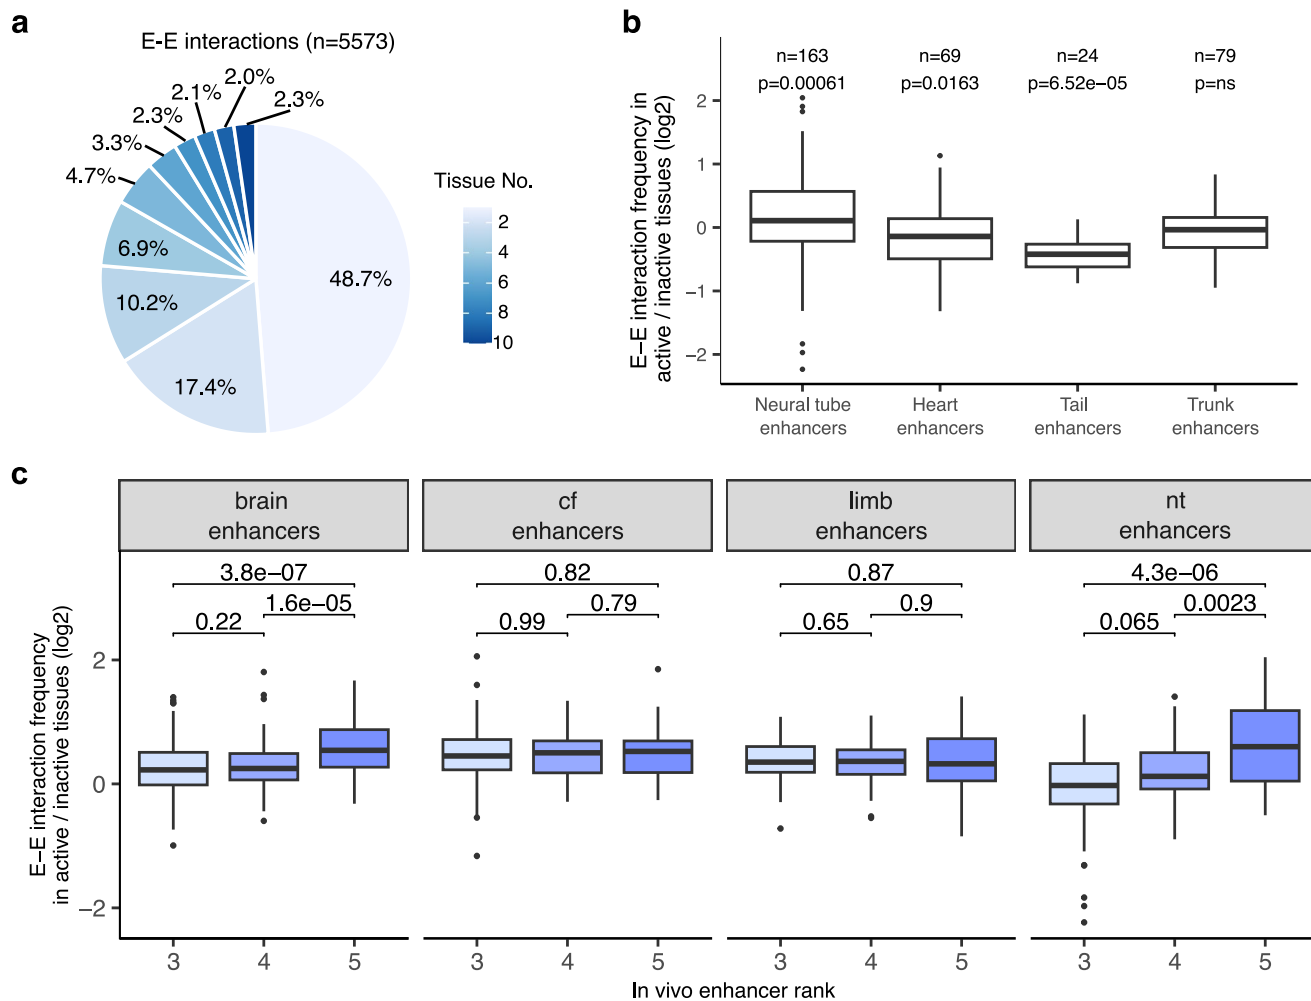 a
E-E interactions (n=5573)
2.0%
2.1%
2.3%
2.3%
3.3%
4.7%
6.9%
10.2%
17.4%
48.7%
Tissue No.
2
4
6
8
10
b
E−E interaction frequency in
active / inactive tissues (log2)
2
1
0
−1
−2
n=163
p=0.00061
n=69
p=0.0163
n=24
p=6.52e−05
n=79
p=ns
Neural tube
enhancers
Heart
enhancers
Tail
enhancers
Trunk
enhancers
c
E−E interaction frequency
in active / inactive tissues (log2)
2
0
−2
brain
enhancers
3.8e−07
1.6e−05
0.22
3 4 5
cf
enhancers
0.82
0.79
0.99
3 4 5
limb
enhancers
0.87
0.9
0.65
3 4 5
nt
enhancers
4.3e−06
0.0023
0.065
3 4 5
In vivo enhancer rank